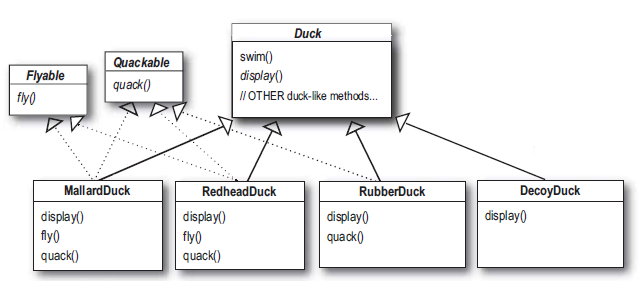 Flyable
fly()
Quackable
quack()
Duck
swim()
display()
// OTHER duck-like methods...
MallardDuck
display()
fly()
quack()
RedheadDuck
display()
fly()
quack()
RubberDuck
display()
quack()
DecoyDuck
display()